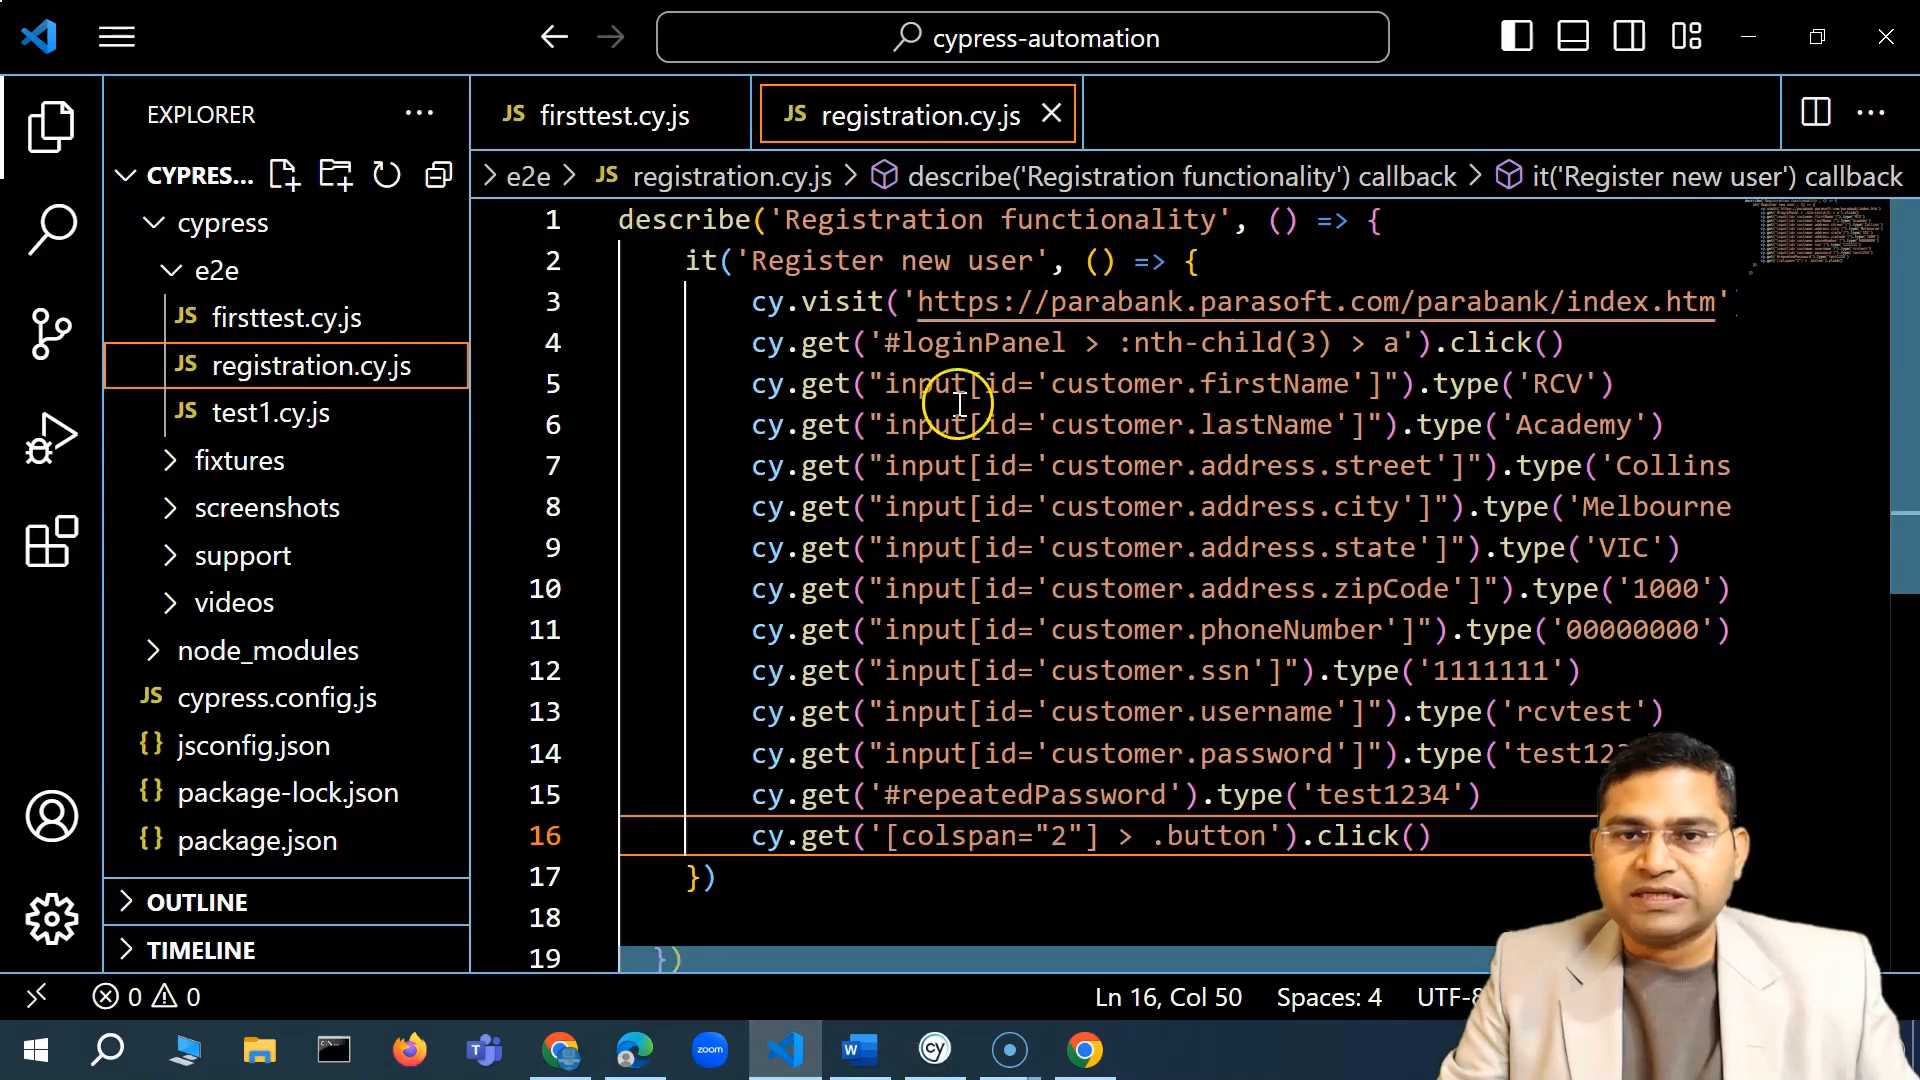 cypress-automation
EXPLORER
JS firsttest.cy.js
JS registration.cy.js
CYPRES...
e2e > JS registration.cy.js > describe('Registration functionality') callback > it('Register new user') callback
cypress
e2e
JS firsttest.cy.js
JS registration.cy.js
JS test1.cy.js
fixtures
screenshots
support
videos
node_modules
JS cypress.config.js
{} jsconfig.json
{} package-lock.json
{} package.json
OUTLINE
TIMELINE
1 describe('Registration functionality', () => {
2 it('Register new user', () => {
3 cy.visit('https://parabank.parasoft.com/parabank/index.htm'
4 cy.get('#loginPanel > :nth-child(3) > a').click()
5 cy.get("input[id='customer.firstName']").type('RCV')
6 cy.get("input[id='customer.lastName']").type('Academy')
7 cy.get("input[id='customer.address.street']").type('Collins
8 cy.get("input[id='customer.address.city']").type('Melbourne
9 cy.get("input[id='customer.address.state']").type('VIC')
10 cy.get("input[id='customer.address.zipCode']").type('1000')
11 cy.get("input[id='customer.phoneNumber']").type('00000000')
12 cy.get("input[id='customer.ssn']").type('1111111')
13 cy.get("input[id='customer.username']").type('rcvtest')
14 cy.get("input[id='customer.password']").type('test12
15 cy.get('#repeatedPassword').type('test1234')
16 cy.get('[colspan="2"] > .button').click()
17 })
18
19 })
0 0
Ln 16, Col 50
Spaces: 4
UTF-8
zoom
W
cy